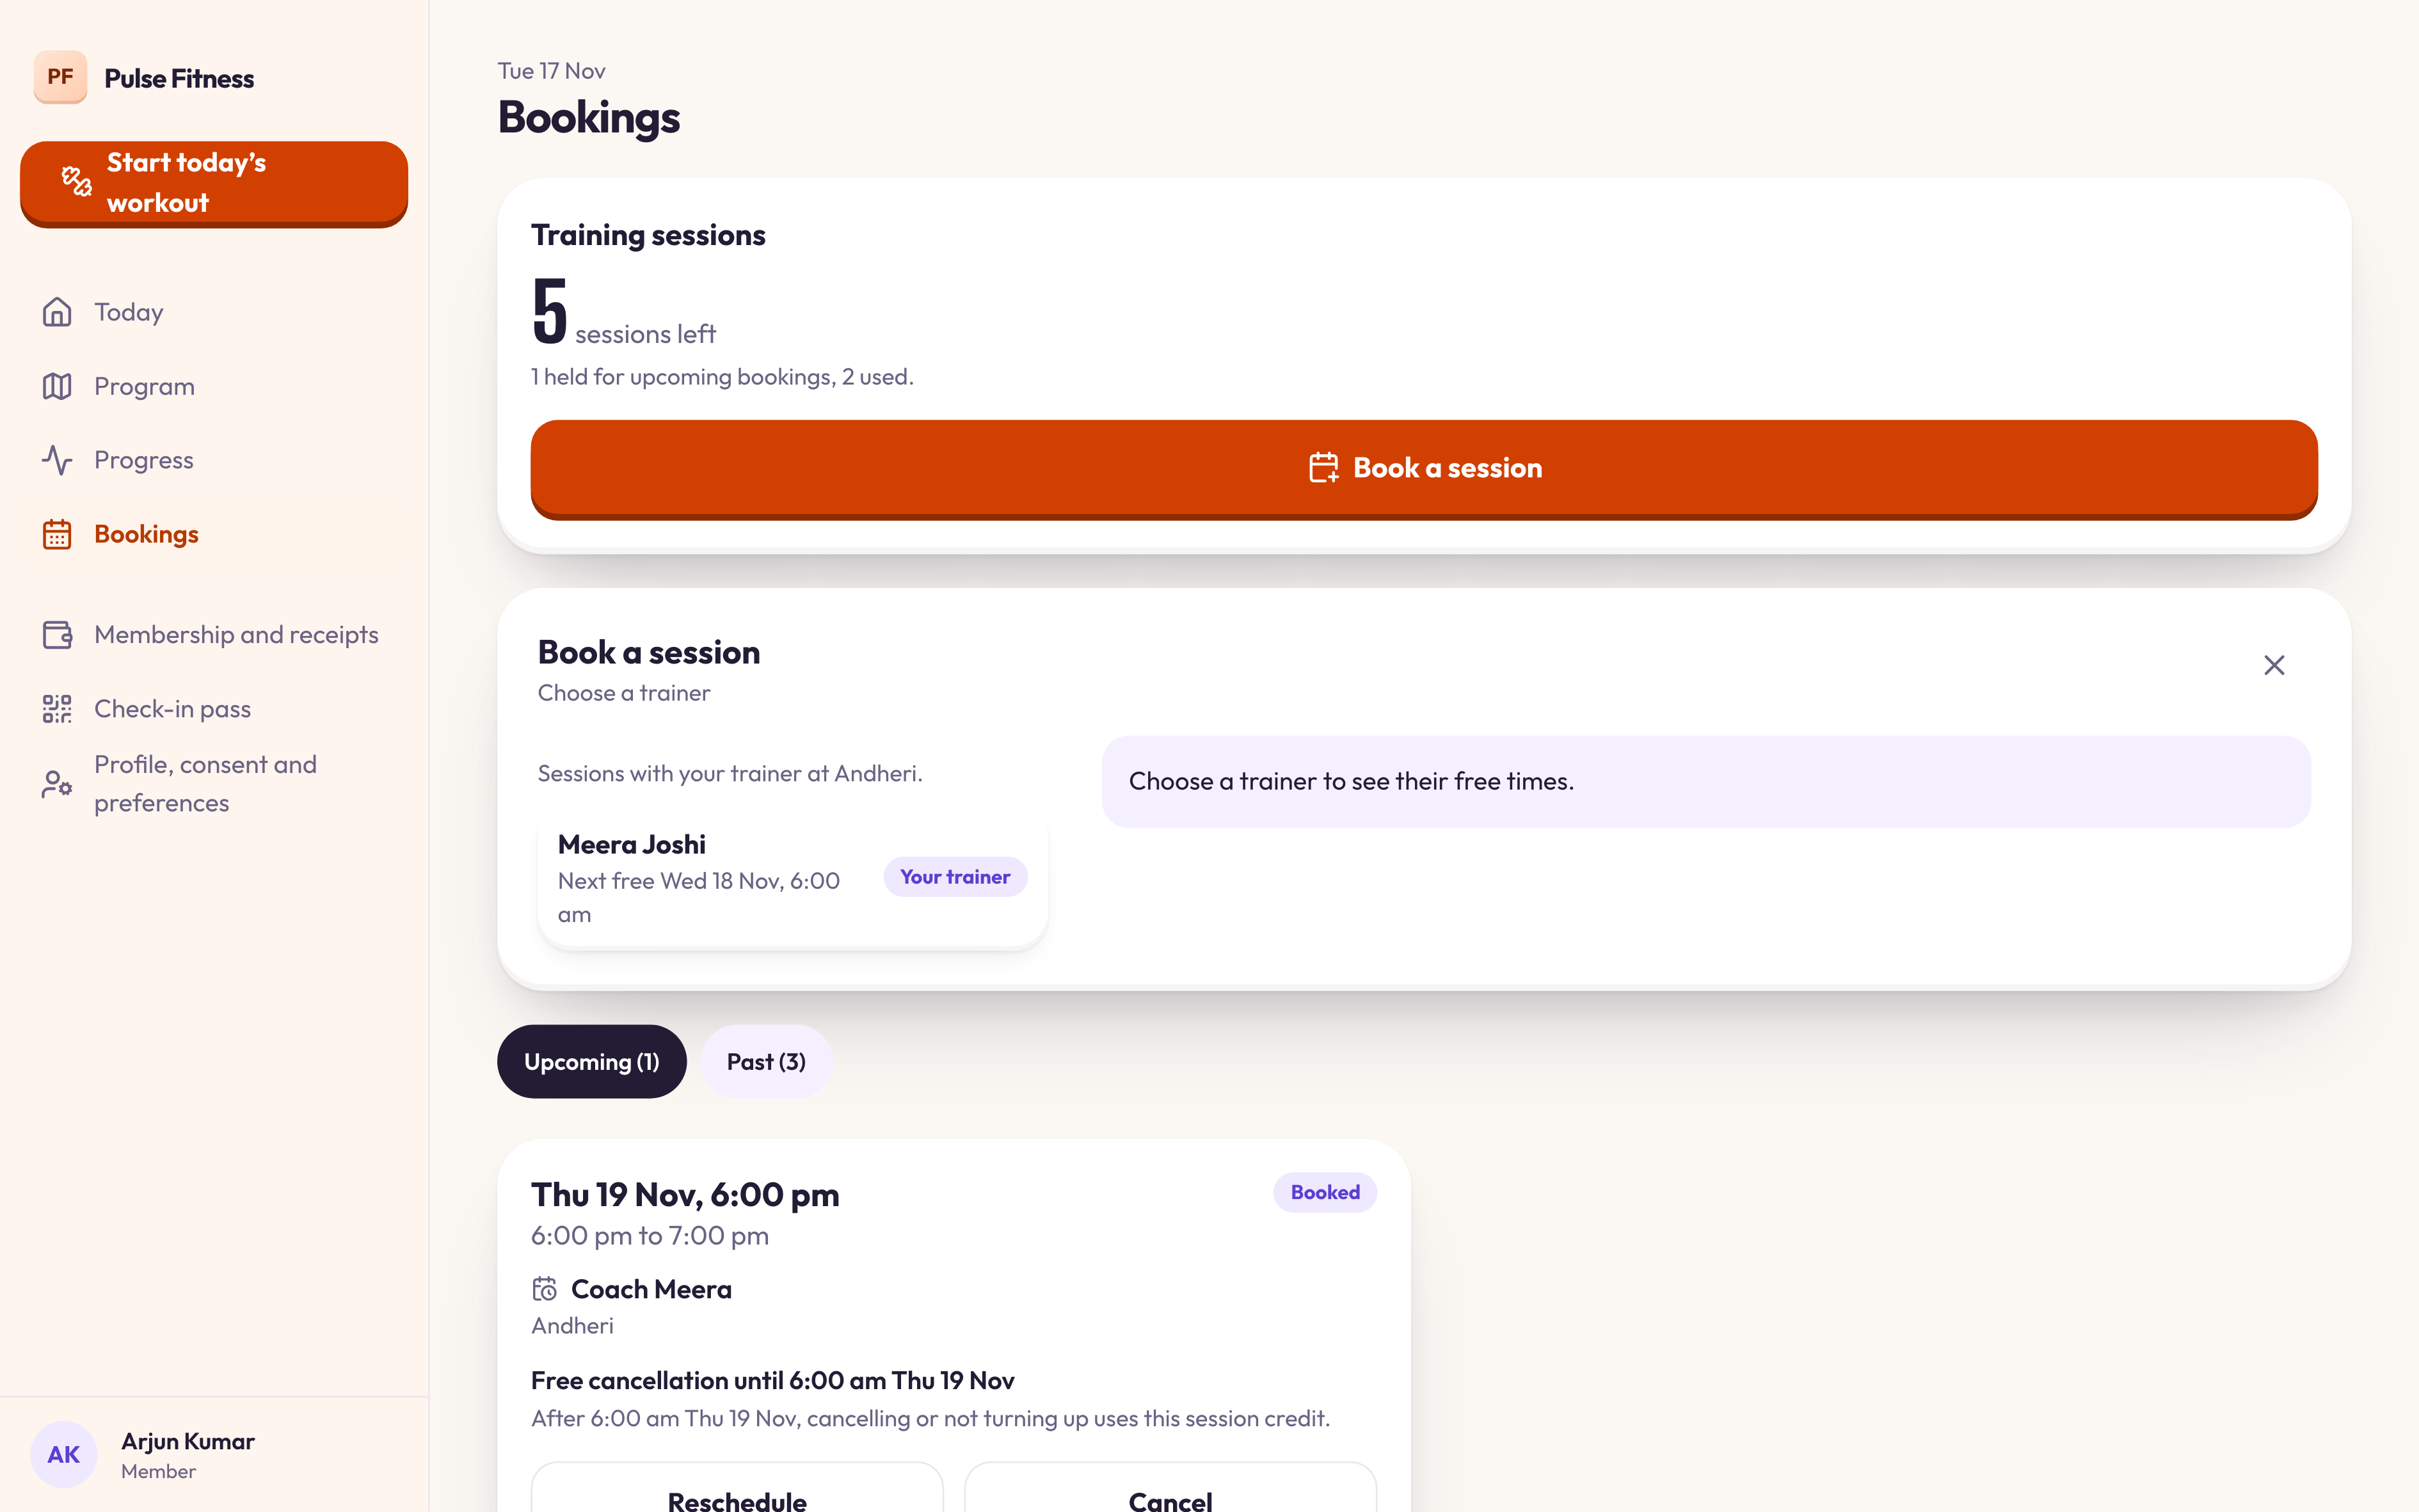 PF
Pulse Fitness
Start today’s
workout
Today
Program
Progress
Bookings
Membership and receipts
Check-in pass
Profile, consent and
preferences
AK
Arjun Kumar
Member
Tue 17 Nov
Bookings
Training sessions
5 sessions left
1 held for upcoming bookings, 2 used.
Book a session
Book a session
Choose a trainer
Sessions with your trainer at Andheri.
Meera Joshi
Next free Wed 18 Nov, 6:00
am
Your trainer
Choose a trainer to see their free times.
Upcoming (1)
Past (3)
Thu 19 Nov, 6:00 pm
Booked
6:00 pm to 7:00 pm
Coach Meera
Andheri
Free cancellation until 6:00 am Thu 19 Nov
After 6:00 am Thu 19 Nov, cancelling or not turning up uses this session credit.
Reschedule
Cancel